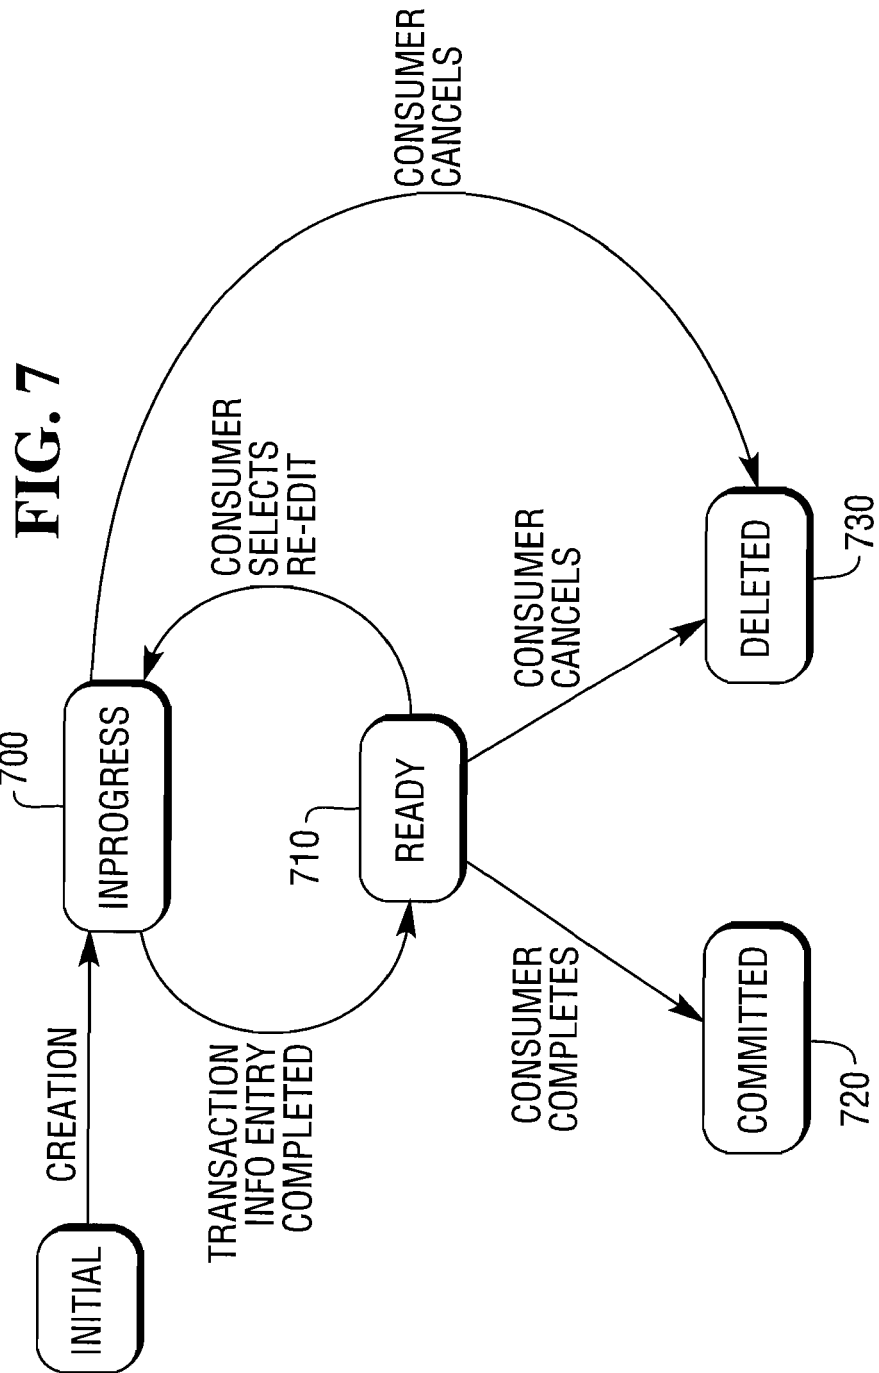 FIG. 7
INITIAL
CREATION
700
INPROGRESS
TRANSACTION
INFO ENTRY
COMPLETED
CONSUMER
SELECTS
RE-EDIT
CONSUMER
CANCELS
710
READY
CONSUMER
COMPLETES
CONSUMER
CANCELS
COMMITTED
720
DELETED
730